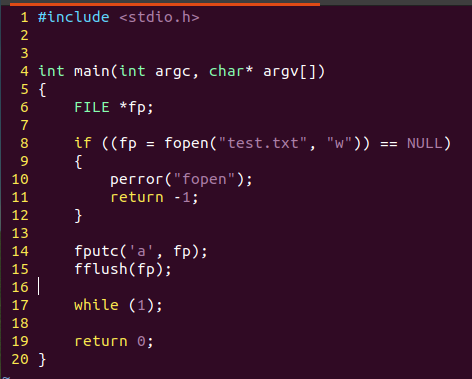 1 #include <stdio.h>
2
3
4 int main(int argc, char* argv[])
5 {
6     FILE *fp;
7
8     if ((fp = fopen("test.txt", "w")) == NULL)
9     {
10         perror("fopen");
11         return -1;
12     }
13
14     fputc('a', fp);
15     fflush(fp);
16
17     while (1);
18
19     return 0;
20 }
~